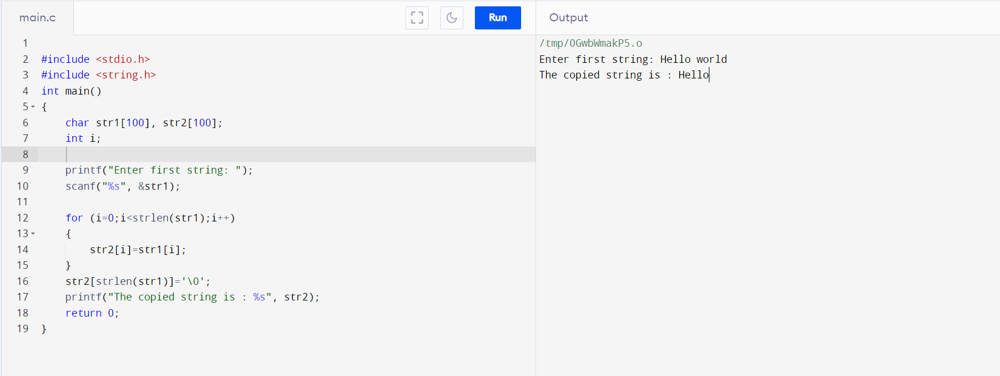 main.c
Run
Output
1
2 #include <stdio.h>
3 #include <string.h>
4 int main()
5 {
6     char str1[100], str2[100];
7     int i;
8
9     printf("Enter first string: ");
10     scanf("%s", &str1);
11
12     for (i=0;i<strlen(str1);i++)
13     {
14         str2[i]=str1[i];
15     }
16     str2[strlen(str1)]='\0';
17     printf("The copied string is : %s", str2);
18     return 0;
19 }
/tmp/0GwbWmakP5.o
Enter first string: Hello world
The copied string is : Hello